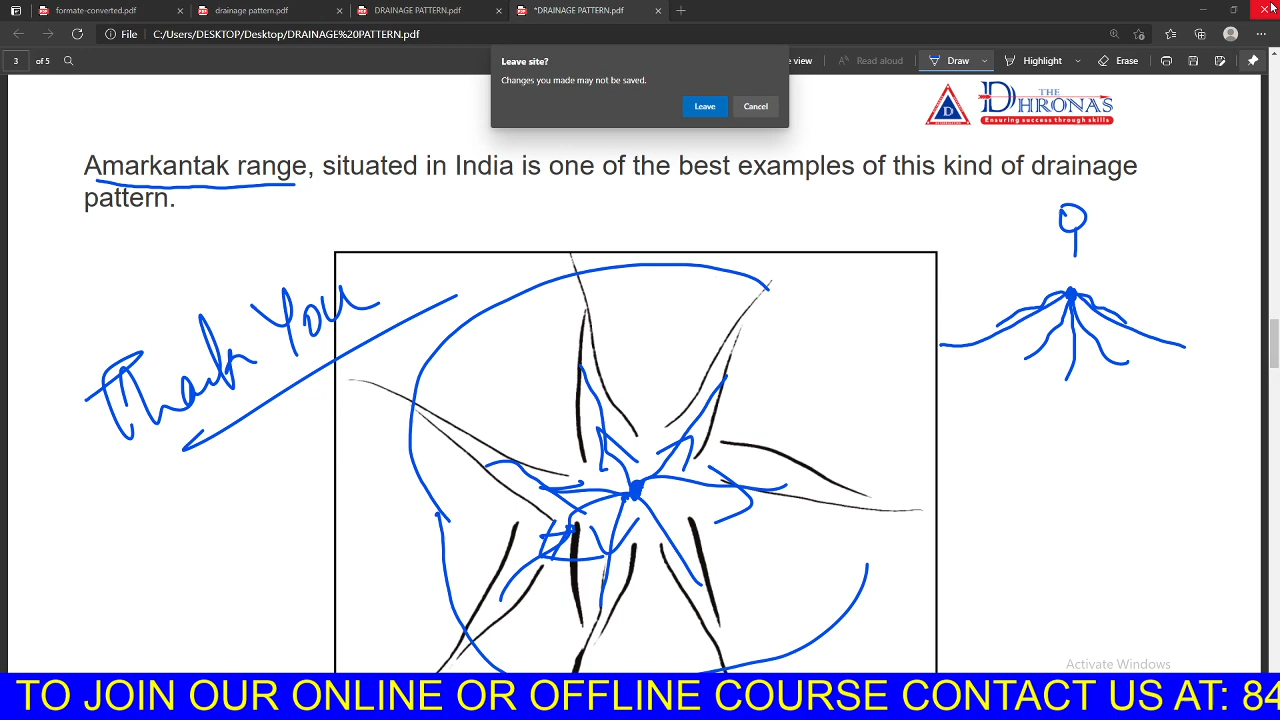 formate-converted.pdf
drainage pattern.pdf
DRAINAGE PATTERN.pdf
*DRAINAGE PATTERN.pdf
File
C:/Users/DESKTOP/Desktop/DRAINAGE%20PATTERN.pdf
3 of 5
e view
Read aloud
Draw
Highlight
Erase
Leave site?
Changes you made may not be saved.
Leave
Cancel
THE
D DHRONAS
Ensuring success through skills
Amarkantak range, situated in India is one of the best examples of this kind of drainage
pattern.
Thank You
Activate Windows
TO JOIN OUR ONLINE OR OFFLINE COURSE CONTACT US AT: 84